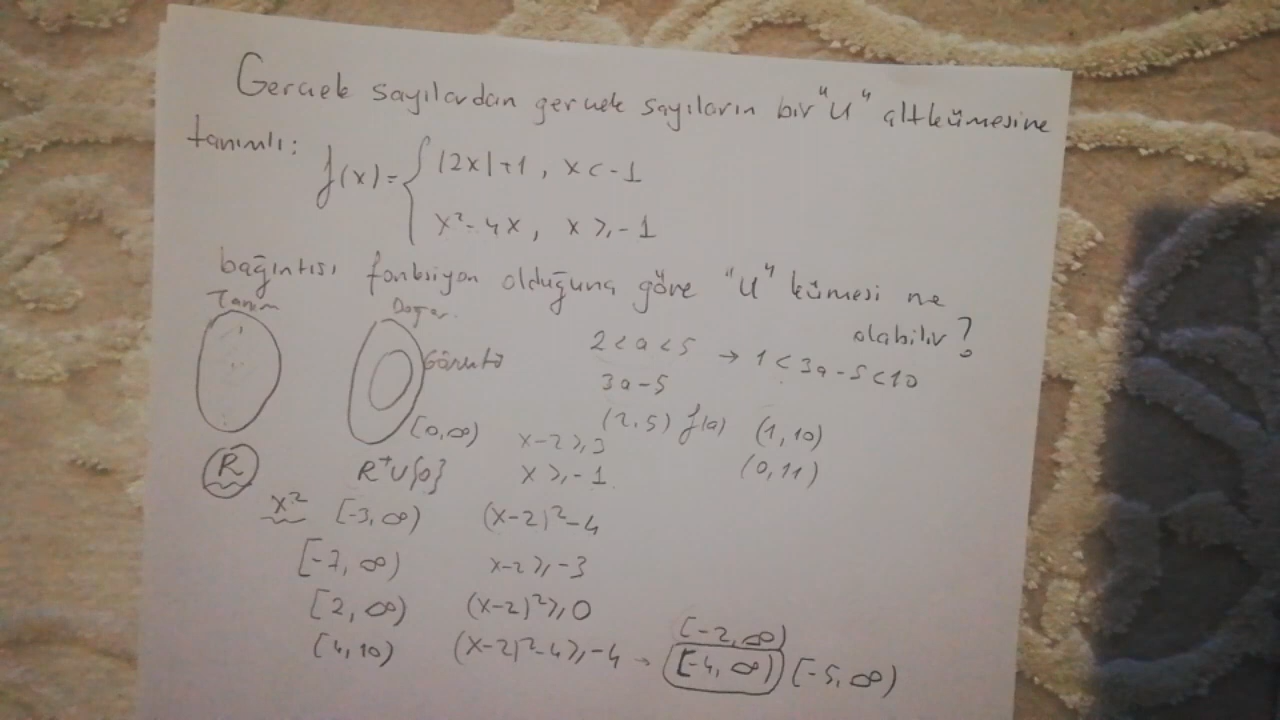 Gerçek sayılardan gerçek sayıların bir "U" altkümesine
tanımlı:
f(x)= { |2x|+1, x<-1
x²-4x, x≥-1
bağıntısı fonksiyon olduğuna göre "U" kümesi ne
olabilir?
Tanım
Değer
Görüntü
2<a<5 → 1<3a-5<10
3a-5
(2,5) f(a) (1,10)
(0,11)
[0,∞) x-2≥,3
R R⁺∪{0} x≥-1
x² [-3,∞) (x-2)²-4
[-7,∞) x-2≥-3
[2,∞) (x-2)²≥0
(4,10) (x-2)²-4≥-4 → [-4,∞) [-5,∞)
[-2,∞)